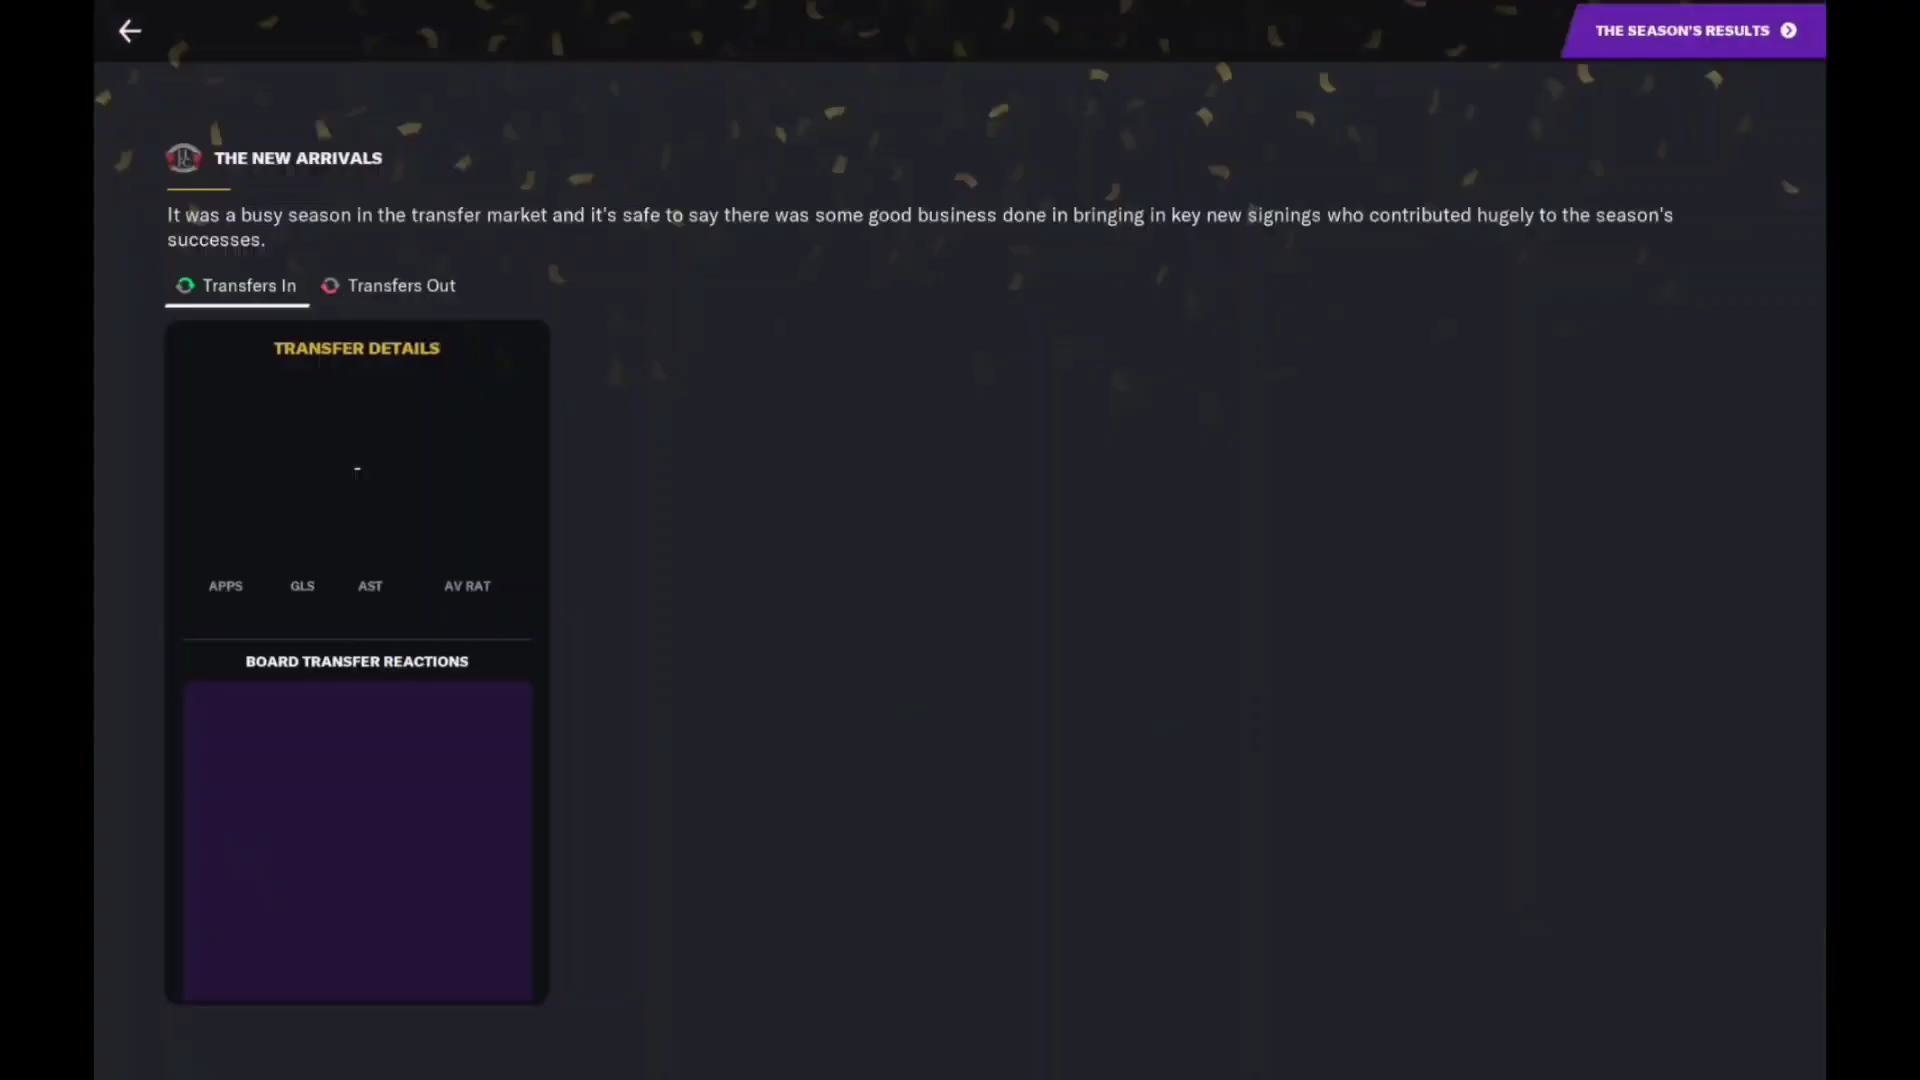 THE SEASON'S RESULTS
THE NEW ARRIVALS
It was a busy season in the transfer market and it's safe to say there was some good business done in bringing in key new signings who contributed hugely to the season's
successes.
Transfers In Transfers Out
TRANSFER DETAILS
-
APPS GLS AST AV RAT
BOARD TRANSFER REACTIONS